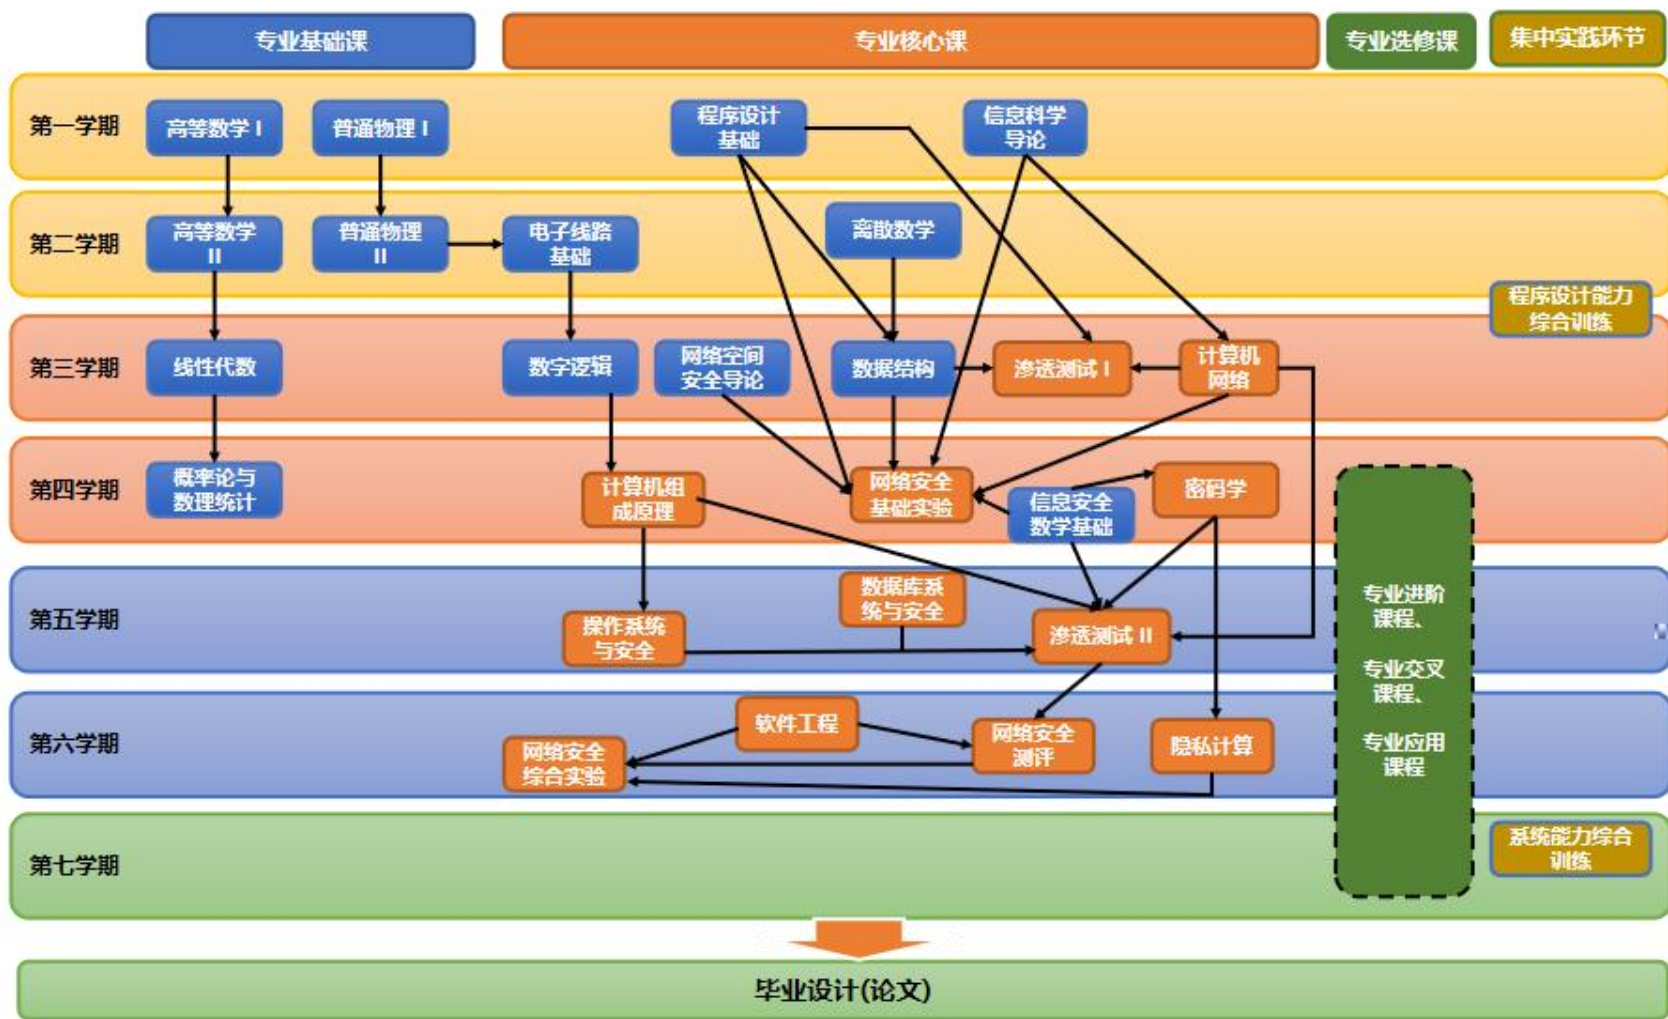 专业基础课
专业核心课
专业选修课
集中实践环节
第一学期
高等数学 I
普通物理 I
程序设计
基础
信息科学
导论
第二学期
高等数学
II
普通物理
II
电子线路
基础
离散数学
程序设计能力
综合训练
第三学期
线性代数
数字逻辑
网络空间
安全导论
数据结构
渗透测试 I
计算机
网络
第四学期
概率论与
数理统计
计算机组
成原理
网络安全
基础实验
信息安全
数学基础
密码学
第五学期
操作系统
与安全
数据库系
统与安全
渗透测试 II
专业进阶
课程、
专业交叉
课程、
专业应用
课程
第六学期
网络安全
综合实验
软件工程
网络安全
测评
隐私计算
第七学期
系统能力综合
训练
毕业设计(论文)